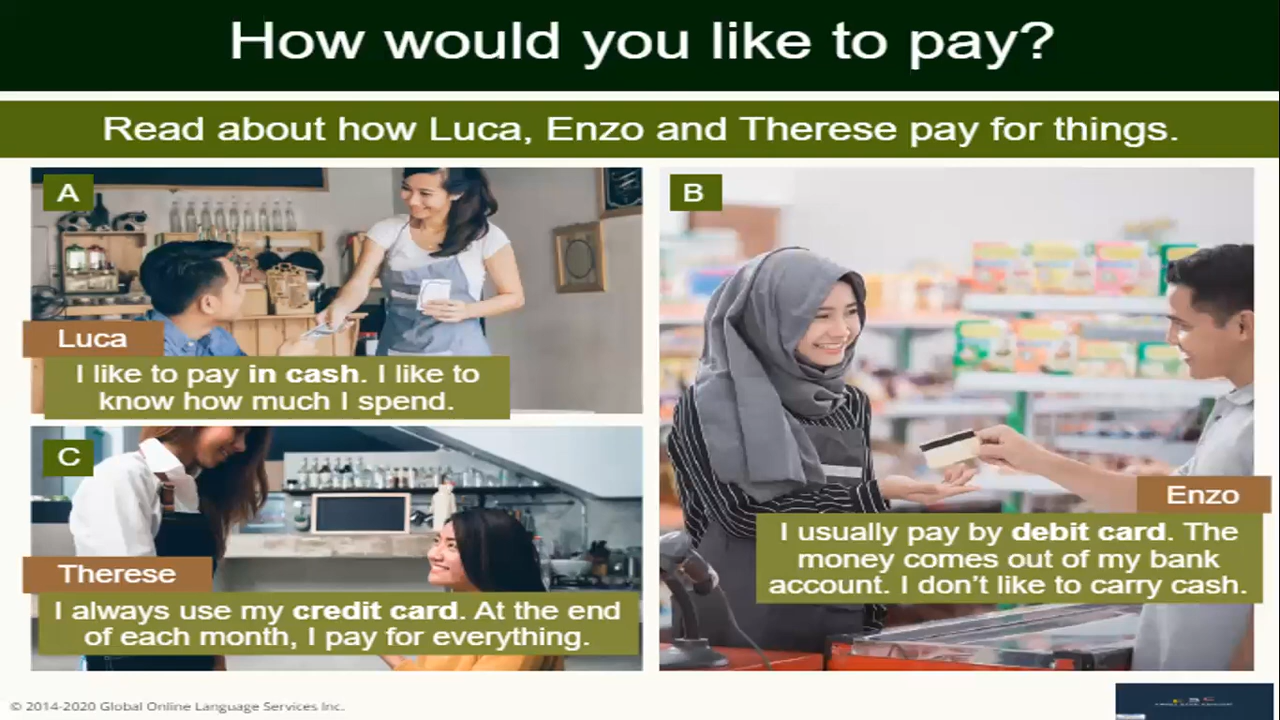 How would you like to pay?
Read about how Luca, Enzo and Therese pay for things.
A
Luca
I like to pay in cash. I like to
know how much I spend.
B
Enzo
I usually pay by debit card. The
money comes out of my bank
account. I don't like to carry cash.
C
Therese
I always use my credit card. At the end
of each month, I pay for everything.
© 2014-2020 Global Online Language Services Inc.